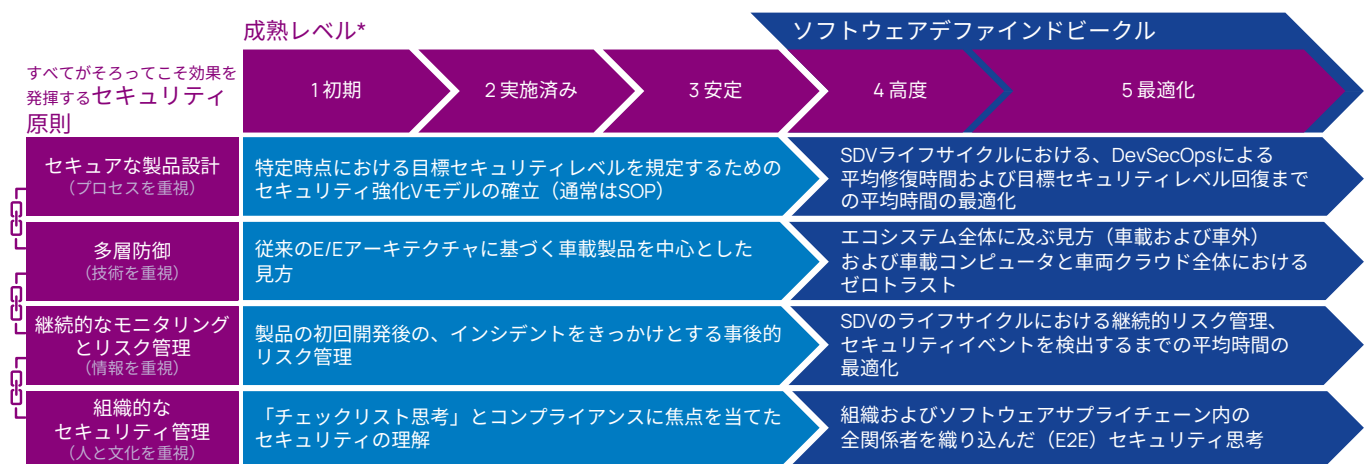 成熟レベル*
ソフトウェアデファインドビークル
すべてがそろってこそ効果を
発揮するセキュリティ
原則
1 初期
2 実施済み
3 安定
4 高度
5 最適化
セキュアな製品設計
（プロセスを重視）
特定時点における目標セキュリティレベルを規定するための
セキュリティ強化Vモデルの確立（通常はSOP）
SDVライフサイクルにおける、DevSecOpsによる
平均修復時間および目標セキュリティレベル回復まで
の平均時間の最適化
多層防御
（技術を重視）
従来のE/Eアーキテクチャに基づく車載製品を中心とした
見方
エコシステム全体に及ぶ見方（車載および車外）
および車載コンピュータと車両クラウド全体における
ゼロトラスト
継続的なモニタリング
とリスク管理
（情報を重視）
製品の初回開発後の、インシデントをきっかけとする事後的
リスク管理
SDVのライフサイクルにおける継続的リスク管理、
セキュリティイベントを検出するまでの平均時間の
最適化
組織的な
セキュリティ管理
（人と文化を重視）
「チェックリスト思考」とコンプライアンスに焦点を当てた
セキュリティの理解
組織およびソフトウェアサプライチェーン内の
全関係者を織り込んだ（E2E）セキュリティ思考